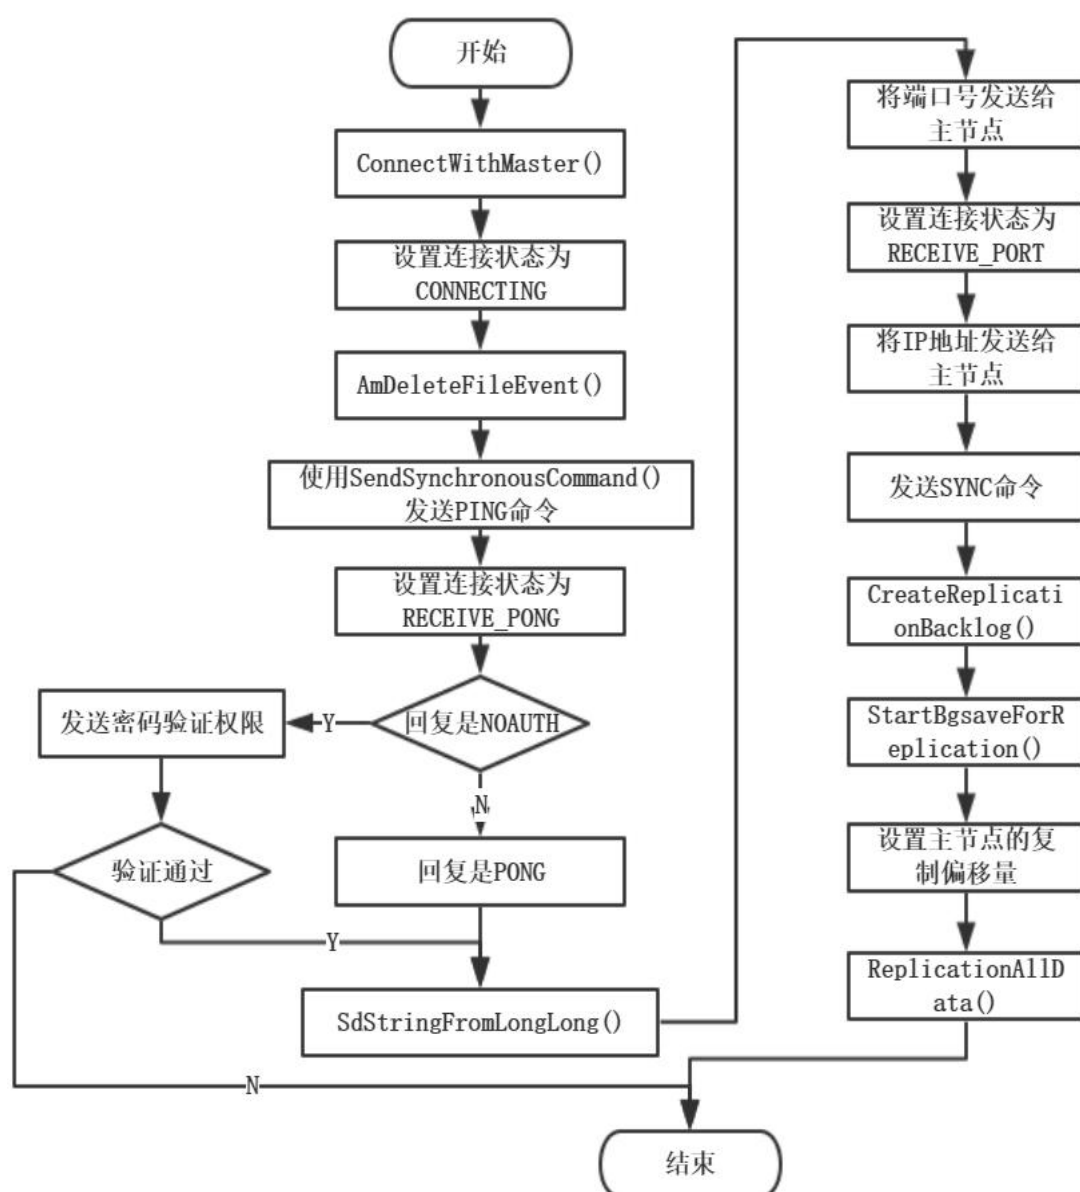 开始
ConnectWithMaster()
设置连接状态为
CONNECTING
AmDeleteFileEvent()
使用SendSynchronousCommand()
发送PING命令
设置连接状态为
RECEIVE_PONG
回复是NOAUTH
Y
发送密码验证权限
N
验证通过
回复是PONG
Y
SdStringFromLongLong()
N
将端口号发送给
主节点
设置连接状态为
RECEIVE_PORT
将IP地址发送给
主节点
发送SYNC命令
CreateReplicati
onBacklog()
StartBgsaveForR
eplication()
设置主节点的复
制偏移量
ReplicationAllD
ata()
结束